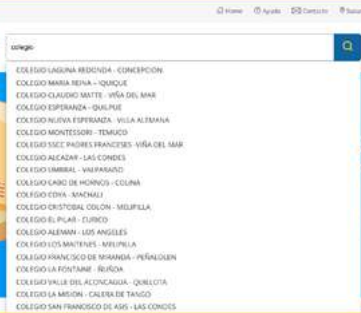 Home Ayuda Contacto
colegio
COLEGIO LAGUNA REDONDA - CONCEPCIÓN
COLEGIO MARIA REINA - IQUIQUE
COLEGIO CLAUDIO MATTE - VIÑA DEL MAR
COLEGIO ESPERANZA - QUILPUE
COLEGIO NUEVA ESPERANZA - VILLA ALEMANA
COLEGIO MONTESSORI - TEMUCO
COLEGIO SSCC PADRES FRANCESES -VIÑA DEL MAR
COLEGIO ALCAZAR - LAS CONDES
COLEGIO UMBRAL - VALPARAISO
COLEGIO CABO DE HORNOS - COLINA
COLEGIO COYA - MACHALI
COLEGIO CRISTOBAL COLÓN - MELIPILLA
COLEGIO EL PILAR - CURICO
COLEGIO ALEMAN - LOS ANGELES
COLEGIO LOS MAITENES - MELIPILLA
COLEGIO FRANCISCO DE MIRANDA - PEÑALOLEN
COLEGIO LA FONTAINE - ÑUÑOA
COLEGIO VALLE DEL ACONCAGUA - QUILLOTA
COLEGIO LA MISION - CALERA DE TANGO
COLEGIO SAN FRANCISCO DE ASIS - LAS CONDES